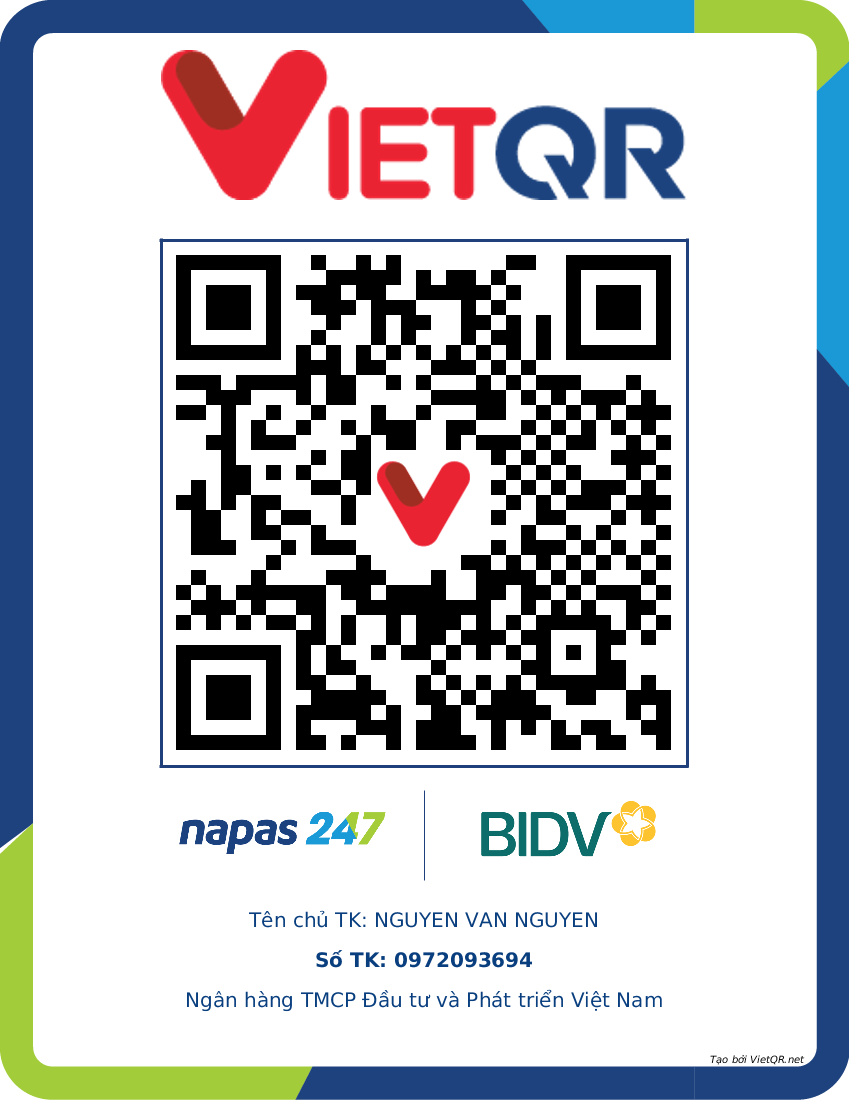 VIETQR
napas 247
BIDV
Tên chủ TK: NGUYEN VAN NGUYEN
Số TK: 0972093694
Ngân hàng TMCP Đầu tư và Phát triển Việt Nam
Tạo bởi VietQR.net